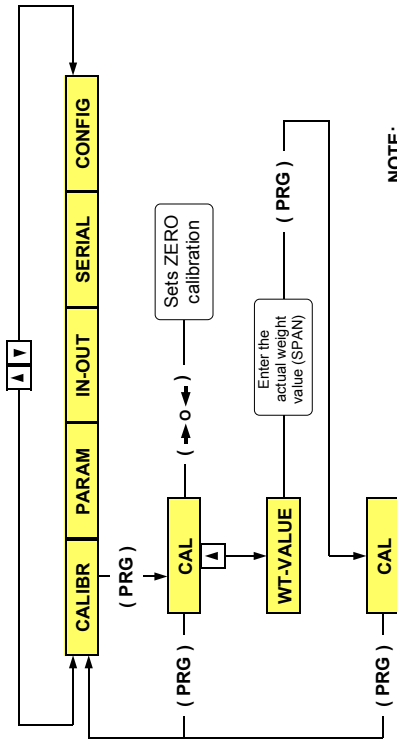 CALIBR PARAM IN-OUT SERIAL CONFIG
( PRG )
( PRG )
CAL
( o )
Sets ZERO
calibration
WT-VALUE
Enter the
actual weight
value (SPAN)
( PRG )
( PRG )
CAL
NOTE: